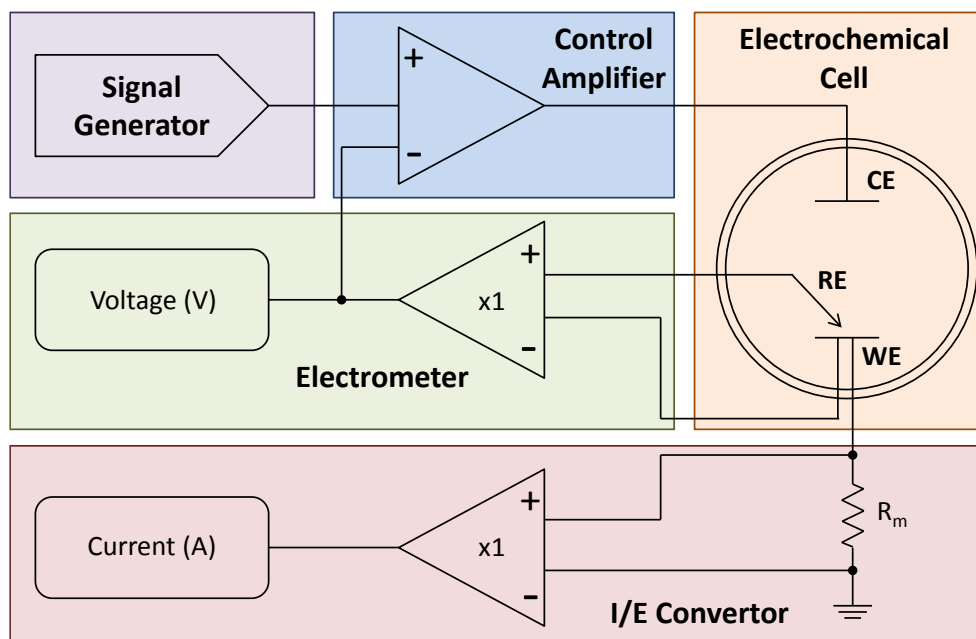 Signal
Generator
+
-
Control
Amplifier
Electrochemical
Cell
CE
RE
WE
Voltage (V)
+
x1
-
Electrometer
Current (A)
+
x1
-
Rm
I/E Convertor